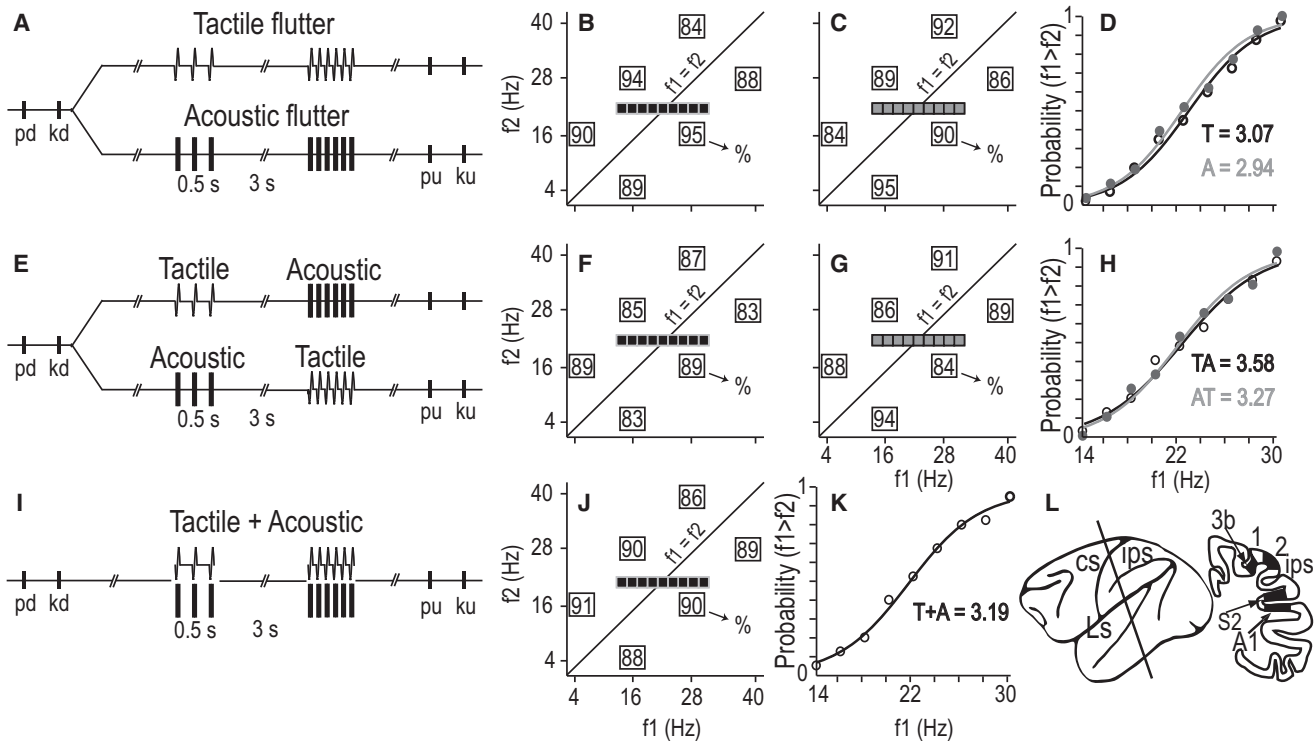 A
Tactile flutter
Acoustic flutter
pd kd
0.5 s 3 s
pu ku
B
f2 (Hz)
40
28
16
4
84
94
88
f1 = f2
90
95
%
89
C
92
89
86
f1 = f2
84
90
%
95
D
Probability (f1>f2)
1
0
T = 3.07
A = 2.94
E
Tactile Acoustic
Acoustic Tactile
pd kd
0.5 s 3 s
pu ku
F
f2 (Hz)
40
28
16
4
87
85
83
f1 = f2
89
89
%
83
G
91
86
89
f1 = f2
88
84
%
94
4 16 28 40
f1 (Hz)
H
Probability (f1>f2)
1
0
TA = 3.58
AT = 3.27
14 22 30
f1 (Hz)
I
Tactile + Acoustic
pd kd
0.5 s 3 s
pu ku
J
f2 (Hz)
40
28
16
4
86
90
89
f1 = f2
91
90
%
88
4 16 28 40
f1 (Hz)
K
Probability (f1>f2)
1
0
T+A = 3.19
14 22 30
f1 (Hz)
L
cs ips
Ls
3b 1 2
ips
S2
A1